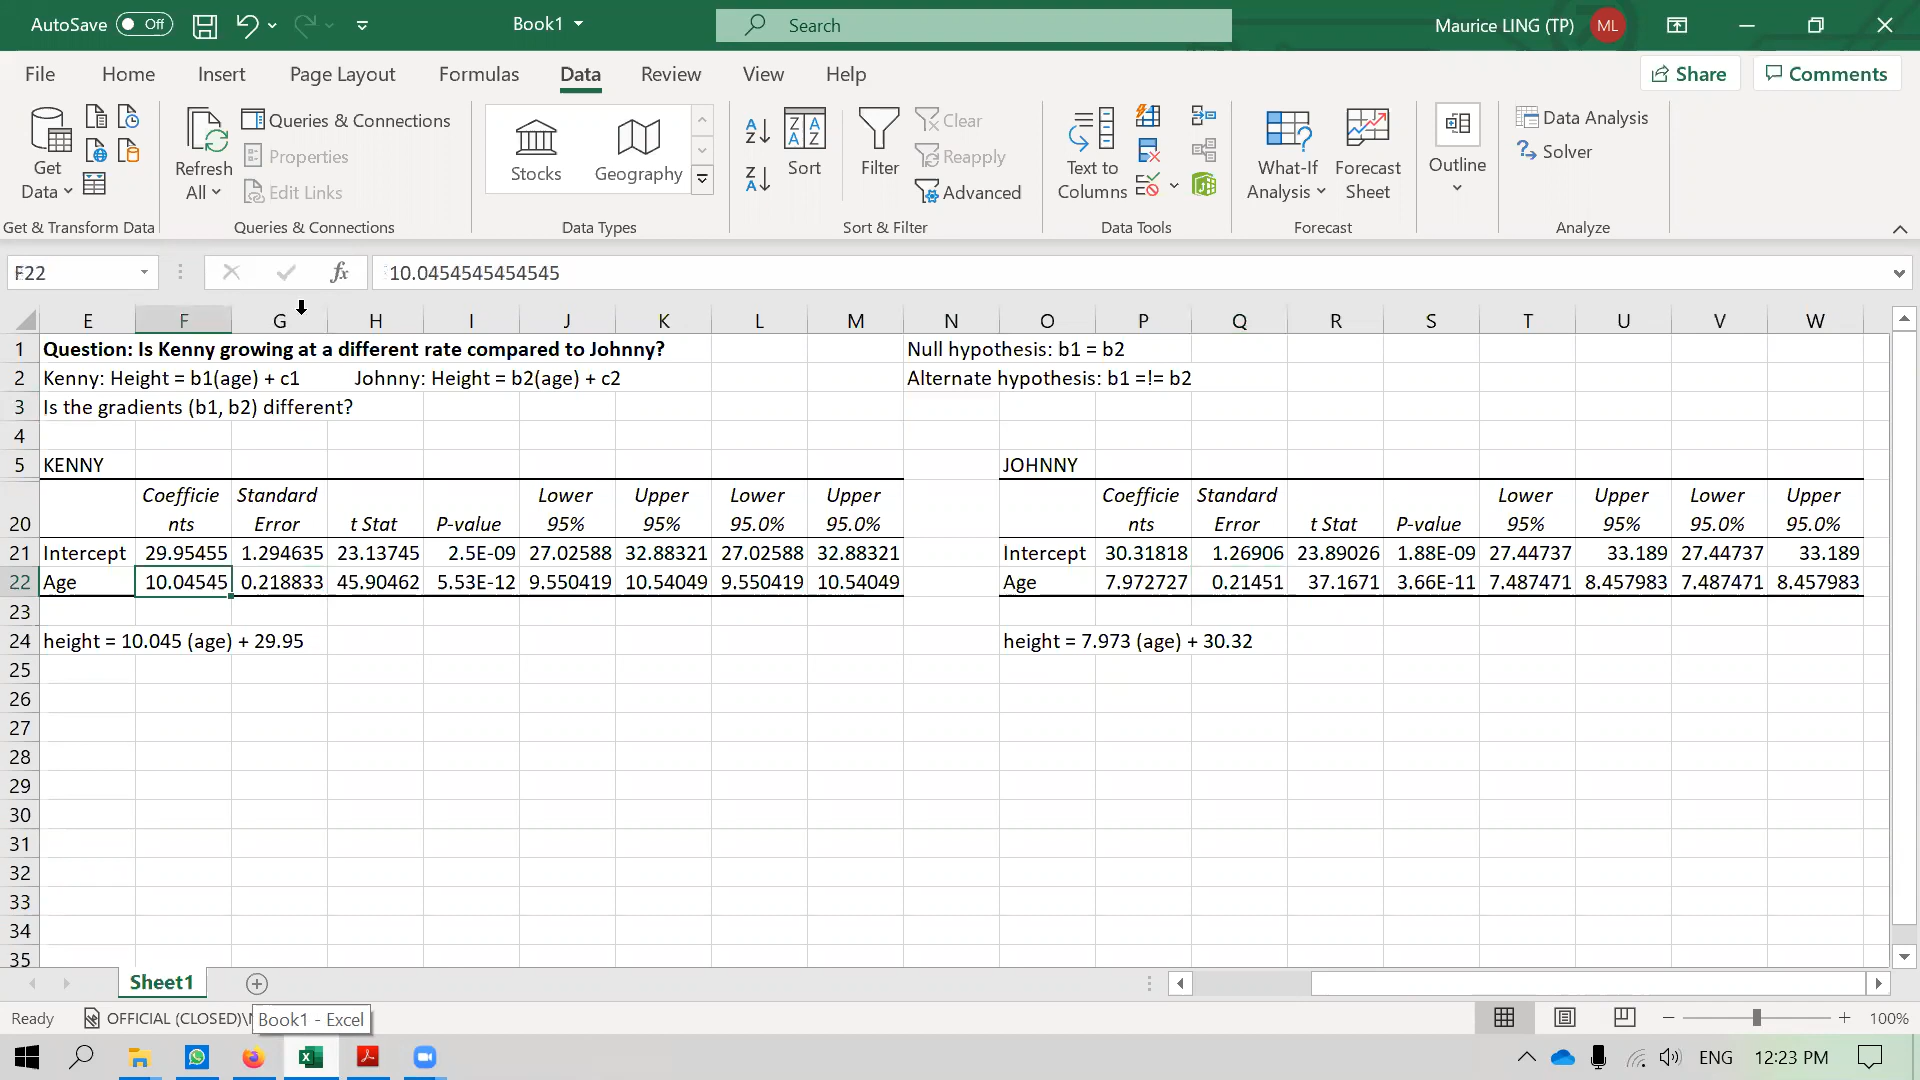 AutoSave Off Book1 Search Maurice LING (TP) ML
File Home Insert Page Layout Formulas Data Review View Help Share Comments
Get Data
Refresh All
Queries & Connections
Properties
Edit Links
Stocks Geography
Sort
Filter
Clear
Reapply
Advanced
Text to Columns
What-If Analysis
Forecast Sheet
Outline
Data Analysis
Solver
Get & Transform Data Queries & Connections Data Types Sort & Filter Data Tools Forecast Analyze
F22 fx 10.0454545454545
E F G H I J K L M N O P Q R S T U V W
1 Question: Is Kenny growing at a different rate compared to Johnny? Null hypothesis: b1 = b2
2 Kenny: Height = b1(age) + c1 Johnny: Height = b2(age) + c2 Alternate hypothesis: b1 =!= b2
3 Is the gradients (b1, b2) different?
4
5 KENNY JOHNNY
Coefficie Standard Lower Upper Lower Upper Coefficie Standard Lower Upper Lower Upper
20 nts Error t Stat P-value 95% 95% 95.0% 95.0% nts Error t Stat P-value 95% 95% 95.0% 95.0%
21 Intercept 29.95455 1.294635 23.13745 2.5E-09 27.02588 32.88321 27.02588 32.88321 Intercept 30.31818 1.26906 23.89026 1.88E-09 27.44737 33.189 27.44737 33.189
22 Age 10.04545 0.218833 45.90462 5.53E-12 9.550419 10.54049 9.550419 10.54049 Age 7.972727 0.21451 37.1671 3.66E-11 7.487471 8.457983 7.487471 8.457983
23
24 height = 10.045 (age) + 29.95 height = 7.973 (age) + 30.32
25
26
27
28
29
30
31
32
33
34
35
Sheet1
Ready OFFICIAL (CLOSED)\ Book1 - Excel 100%
ENG 12:23 PM